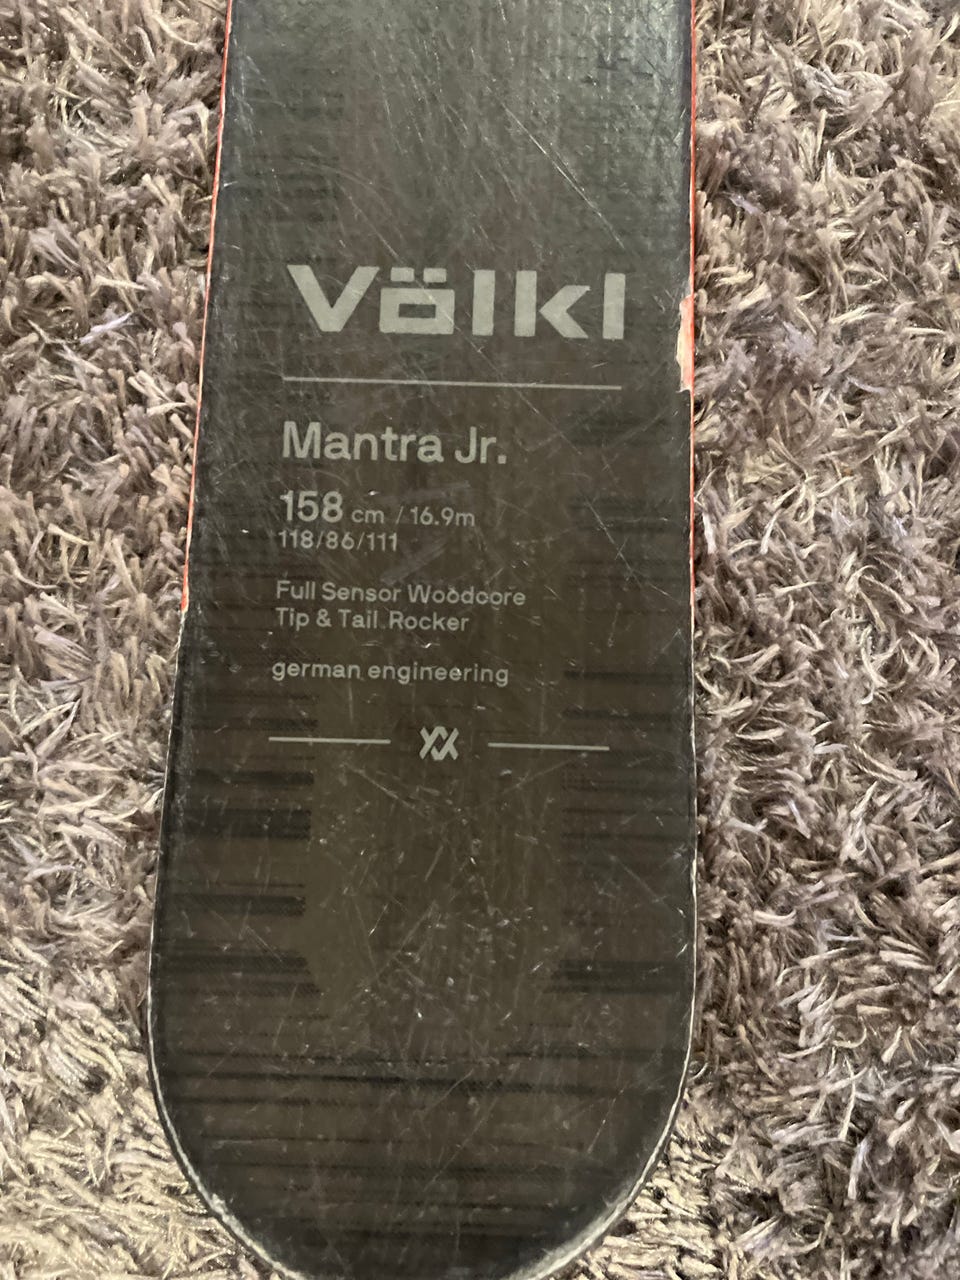 Völkl
Mantra Jr.
158 cm / 16.9m
118/86/111
Full Sensor Woodcore
Tip & Tail Rocker
german engineering